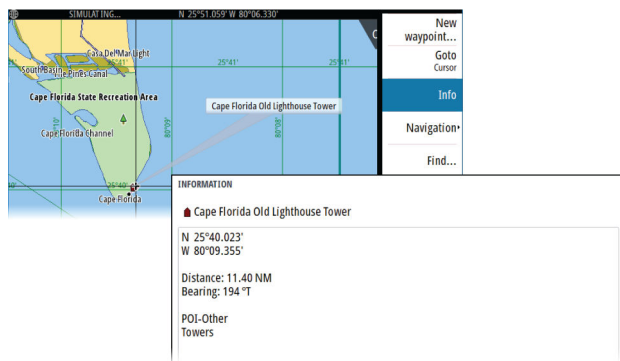 SIMULATING... N 25°51.059' W 80°06.330'
New
waypoint...
Goto
Cursor
Info
Navigation
Find...
Casa Del Mar Light
25°41'
25°41'
25°41'
South Basin
The Pines Canal
Cape Florida State Recreation Area
Cape Florida Old Lighthouse Tower
Cape Florida Channel
80°09'
80°08'
25°40'
Cape Florida
INFORMATION
Cape Florida Old Lighthouse Tower
N 25°40.023'
W 80°09.355'
Distance: 11.40 NM
Bearing: 194 °T
POI-Other
Towers